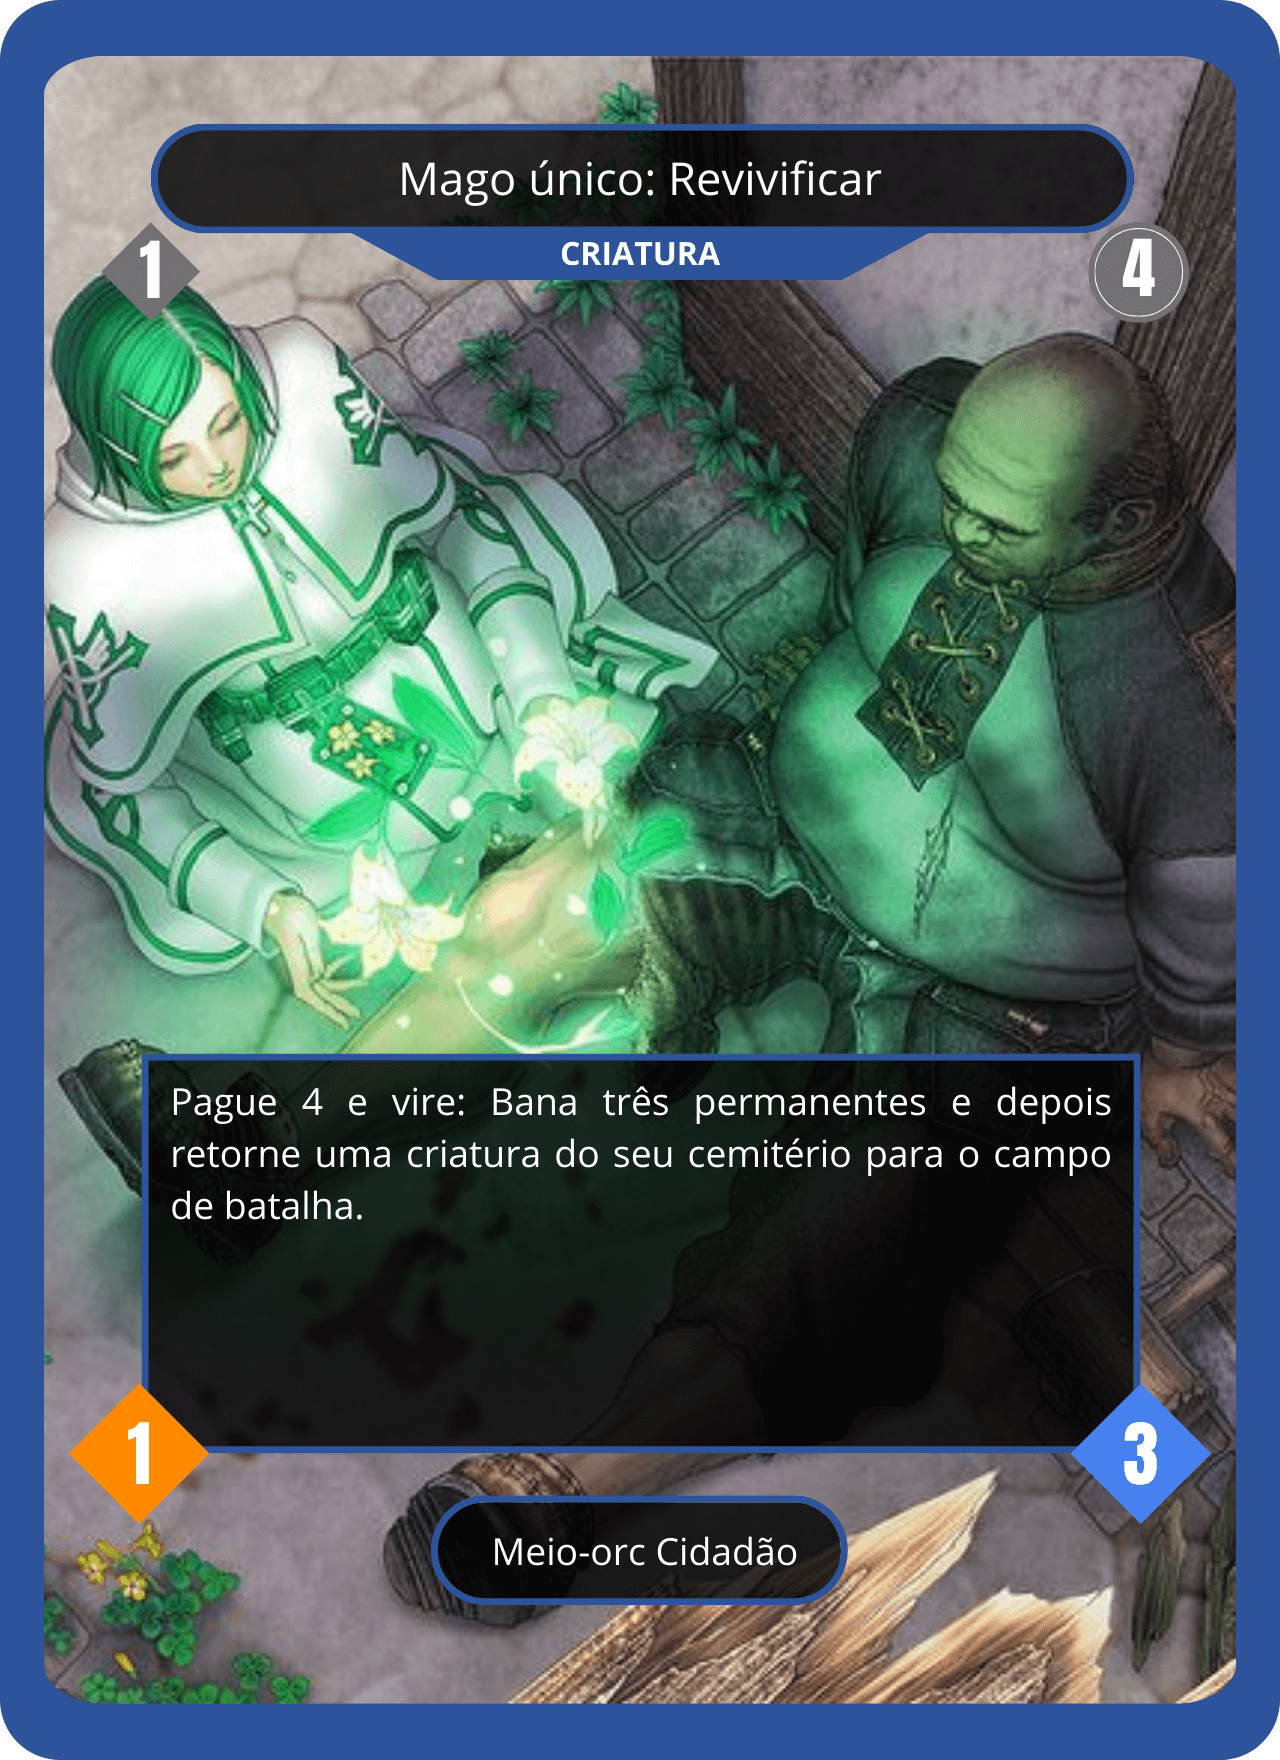 Mago único: Revivificar
CRIATURA
1
4
Pague 4 e vire: Bana três permanentes e depois
retorne uma criatura do seu cemitério para o campo
de batalha.
1
3
Meio-orc Cidadão